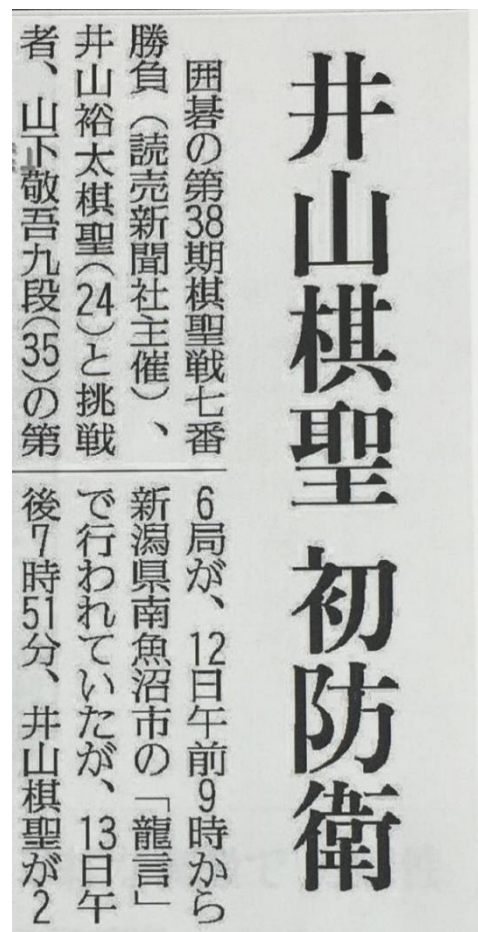 井山棋聖 初防衛
囲碁の第38期棋聖戦七番
勝負（読売新聞社主催）、
井山裕太棋聖(24)と挑戦
者、山下敬吾九段(35)の第
6局が、12日午前9時から
新潟県南魚沼市の「龍言」
で行われていたが、13日午
後7時51分、井山棋聖が2